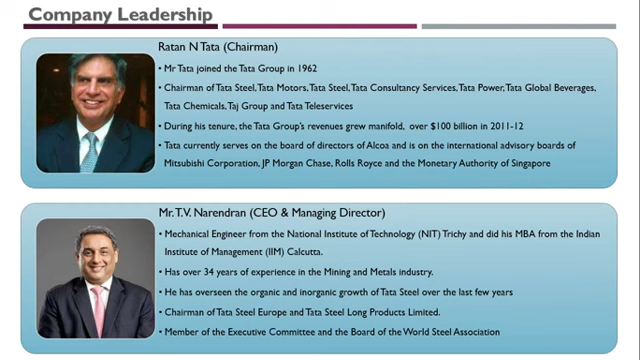 Company Leadership
Ratan N Tata (Chairman)
• Mr Tata joined the Tata Group in 1962
• Chairman of Tata Steel, Tata Motors, Tata Steel, Tata Consultancy Services, Tata Power, Tata Global Beverages,
Tata Chemicals, Taj Group and Tata Teleservices
• During his tenure, the Tata Group's revenues grew manifold, over $100 billion in 2011-12
• Tata currently serves on the board of directors of Alcoa and is on the international advisory boards of
Mitsubishi Corporation, JP Morgan Chase, Rolls Royce and the Monetary Authority of Singapore
Mr. T.V. Narendran (CEO & Managing Director)
• Mechanical Engineer from the National Institute of Technology (NIT) Trichy and did his MBA from the Indian
Institute of Management (IIM) Calcutta.
• Has over 34 years of experience in the Mining and Metals industry.
• He has overseen the organic and inorganic growth of Tata Steel over the last few years
• Chairman of Tata Steel Europe and Tata Steel Long Products Limited.
• Member of the Executive Committee and the Board of the World Steel Association